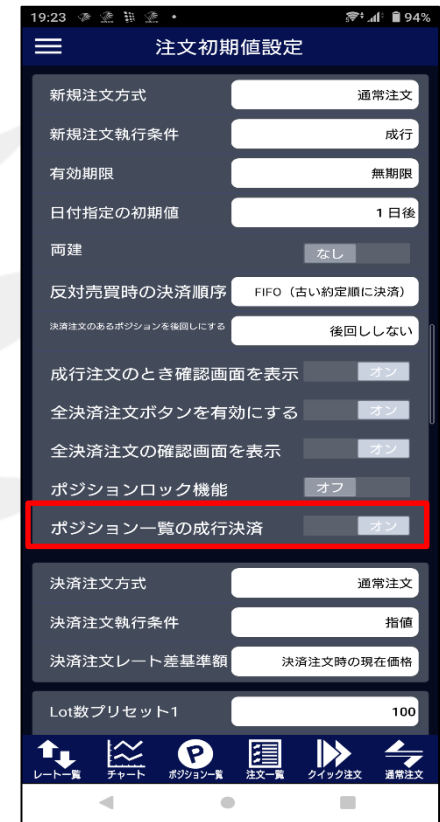 19:23 94%
注文初期値設定
新規注文方式 通常注文
新規注文執行条件 成行
有効期限 無期限
日付指定の初期値 1 日後
両建 なし
反対売買時の決済順序 FIFO（古い約定順に決済）
決済注文のあるポジションを後回しにする 後回ししない
成行注文のとき確認画面を表示 オン
全決済注文ボタンを有効にする オン
全決済注文の確認画面を表示 オン
ポジションロック機能 オフ
ポジション一覧の成行決済 オン
決済注文方式 通常注文
決済注文執行条件 指値
決済注文レート差基準額 決済注文時の現在価格
Lot数プリセット1 100
レート一覧 チャート ポジション一覧 注文一覧 クイック注文 通常注文